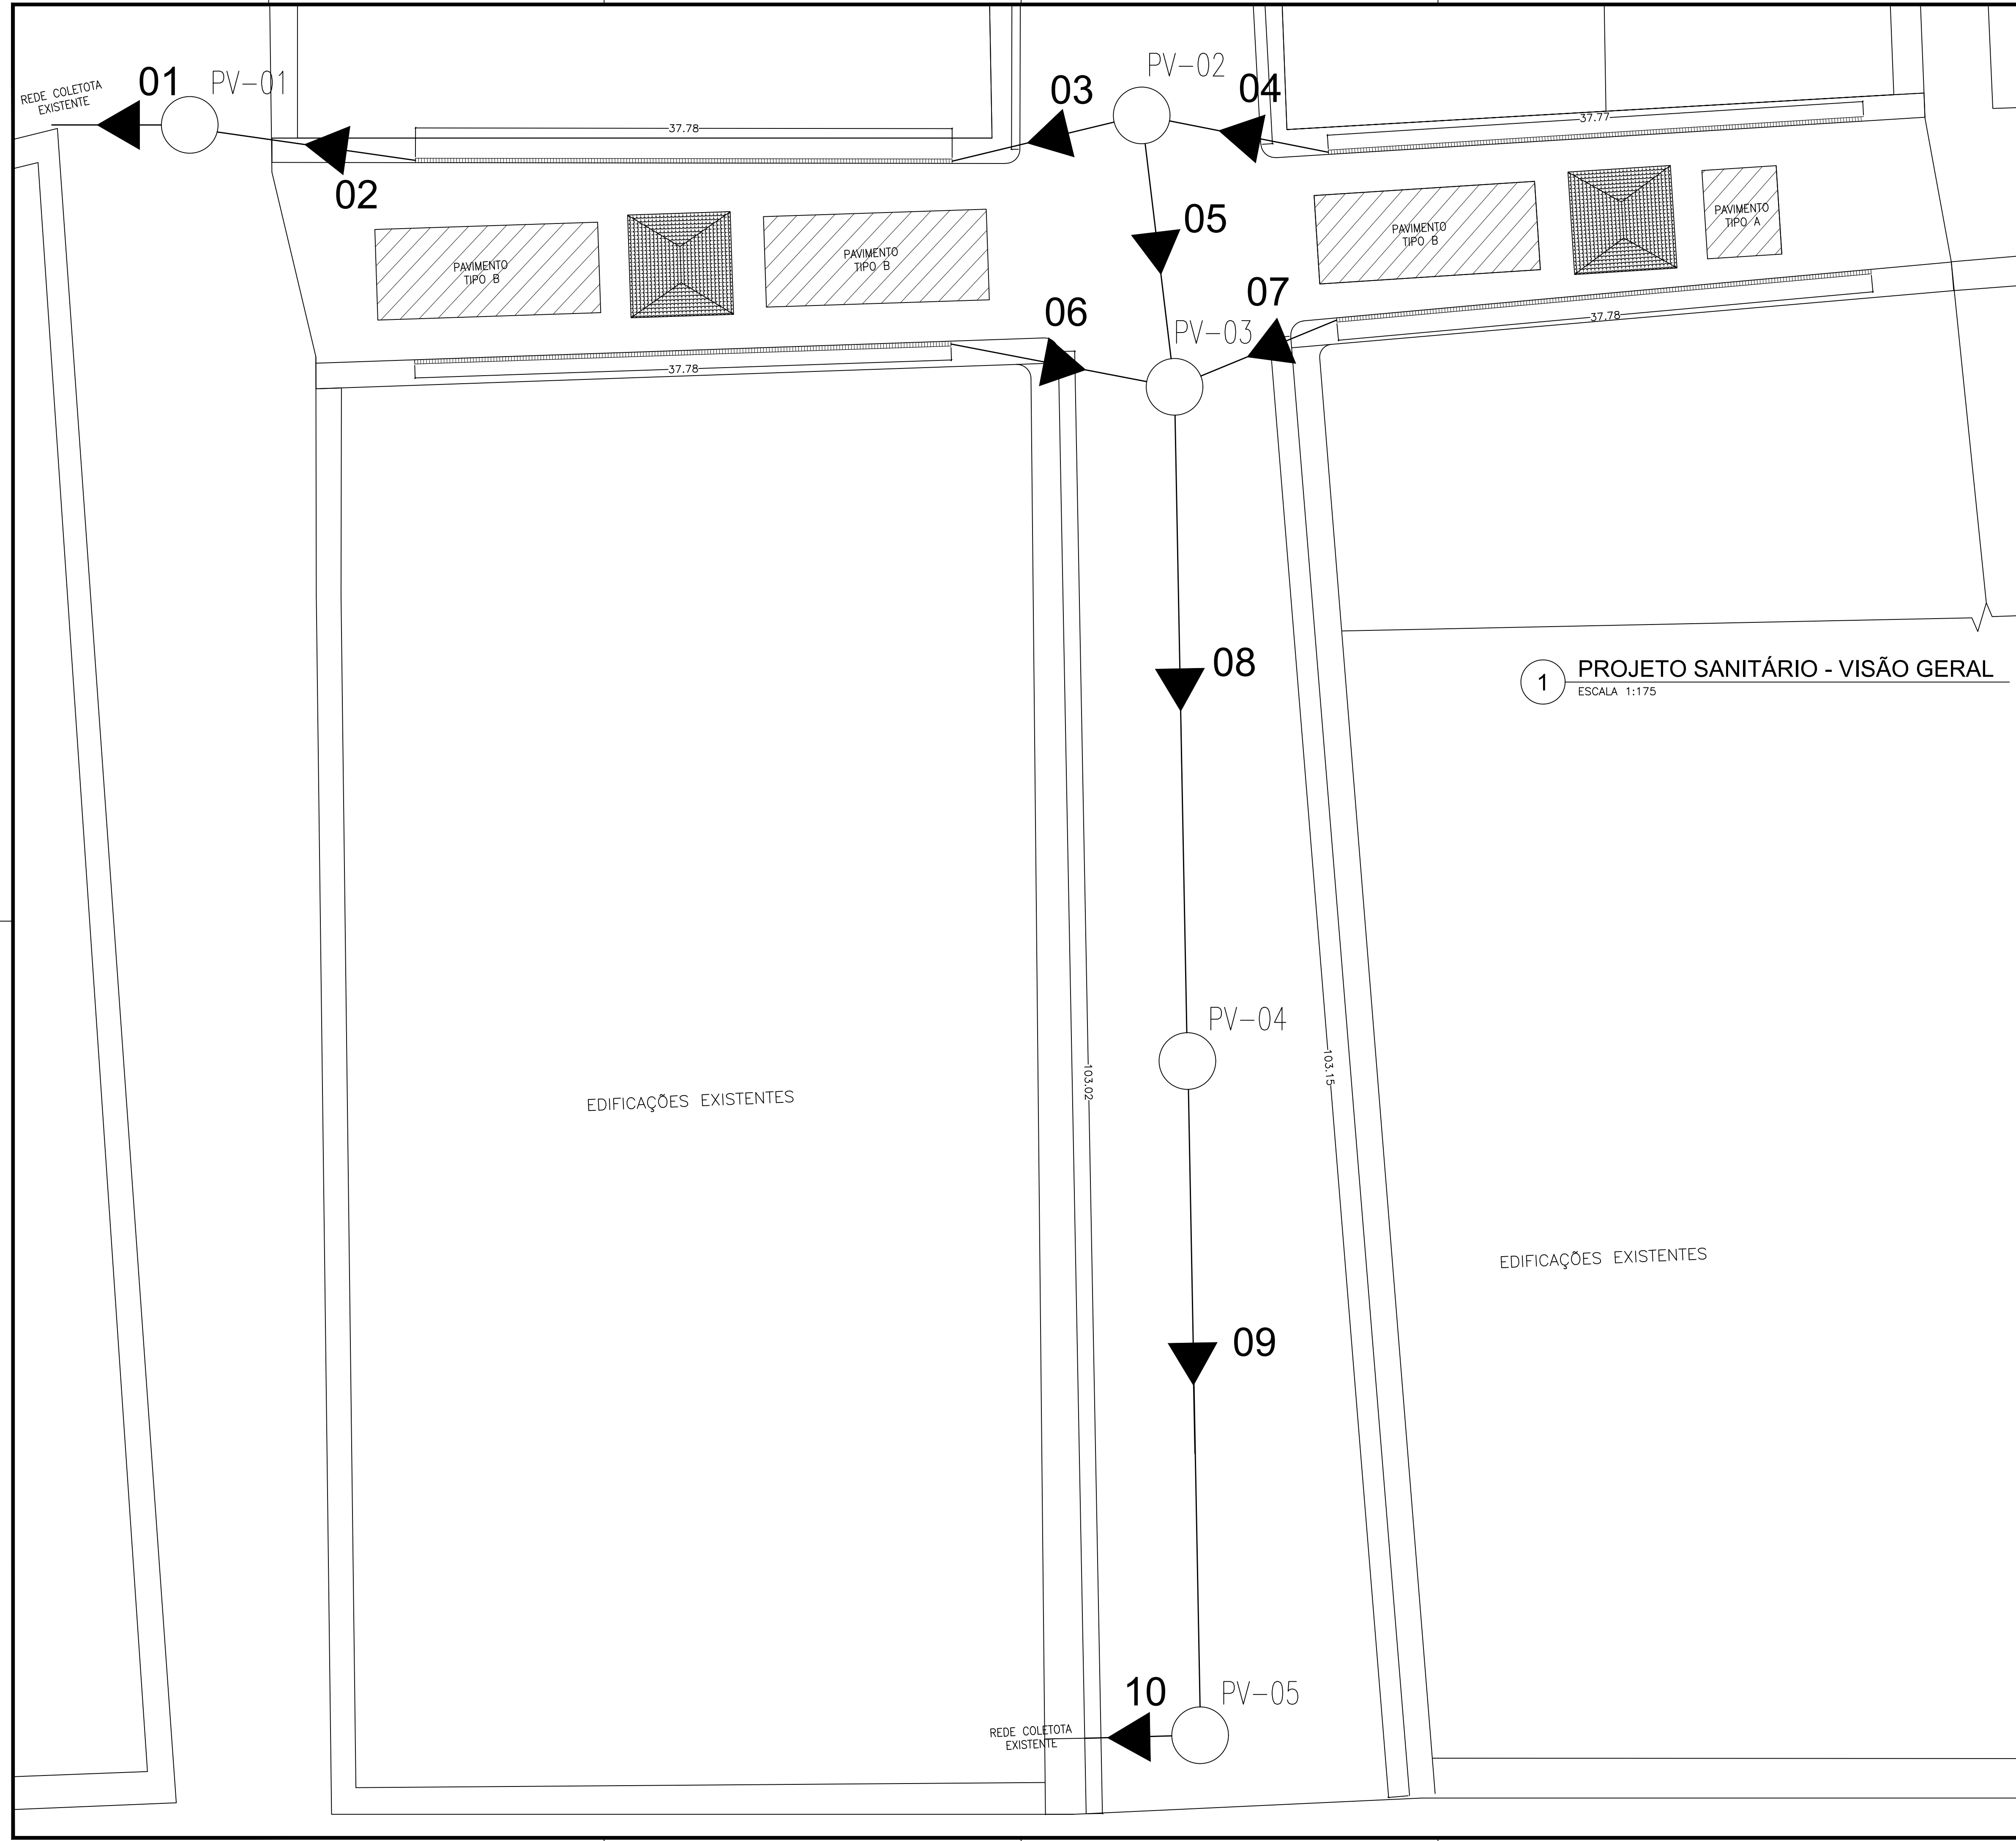 PV-02
01
PV-01
03
04
REDE COLETOTA
EXISTENTE
37.78
37.77
02
05
PAVIMENTO
TIPO B
PAVIMENTO
TIPO B
PAVIMENTO
TIPO B
PAVIMENTO
TIPO A
06
07
PV-03
37.78
37.78
08
1
PROJETO SANITÁRIO - VISÃO GERAL
ESCALA 1:175
PV-04
103.02
103.15
EDIFICAÇÕES EXISTENTES
EDIFICAÇÕES EXISTENTES
09
10
PV-05
REDE COLETOTA
EXISTENTE